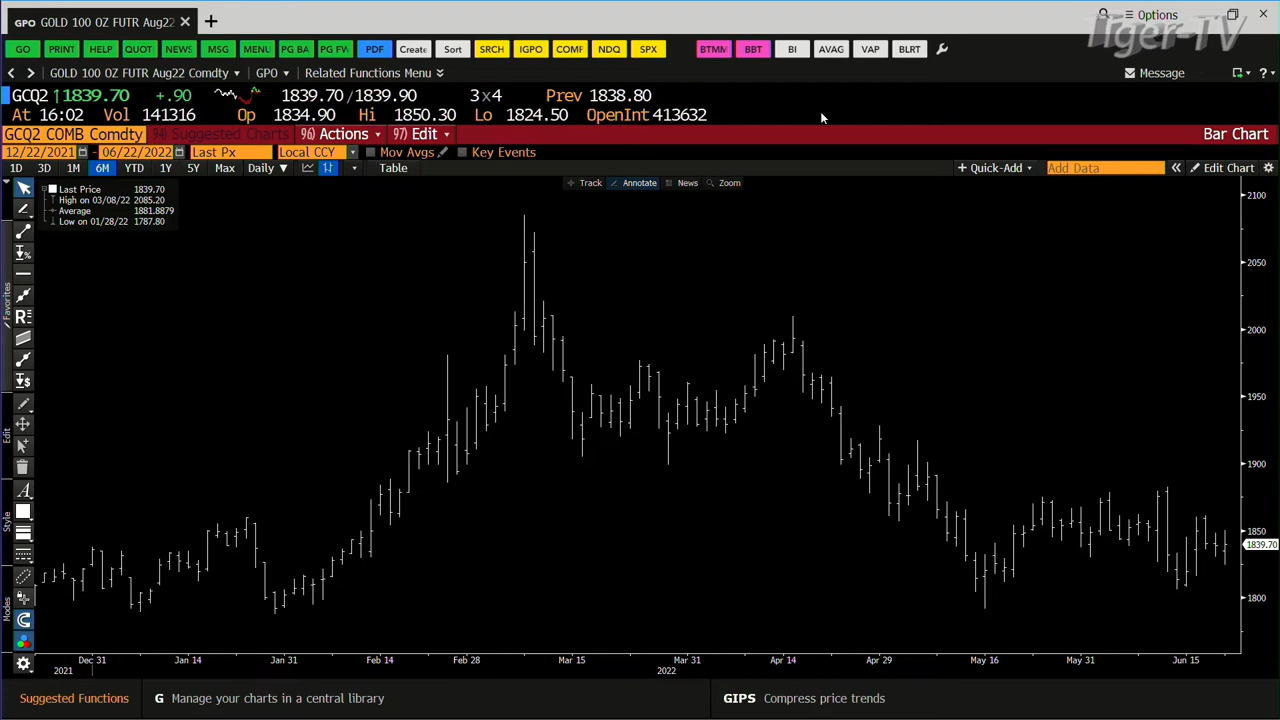 GPO GOLD 100 OZ FUTR Aug22
Options
Tiger-TV
GO PRINT HELP QUOT NEWS MSG MENU PG BA PG FW PDF Create Sort SRCH IGPO COMF NDQ SPX BTMM BBT BI AVAG VAP BLRT
GOLD 100 OZ FUTR Aug22 Comdty GPO Related Functions Menu Message
GCQ2 ↑1839.70 +.90 1839.70/1839.90 3×4 Prev 1838.80
At 16:02 Vol 141316 Op 1834.90 Hi 1850.30 Lo 1824.50 OpenInt 413632
GCQ2 COMB Comdty 94) Suggested Charts 96) Actions 97) Edit Bar Chart
12/22/2021 - 06/22/2022 Last Px Local CCY Mov Avgs Key Events
1D 3D 1M 6M YTD 1Y 5Y Max Daily Table + Quick-Add Add Data Edit Chart
Track Annotate News Zoom
Last Price 1839.70
High on 03/08/22 2085.20
Average 1881.8879
Low on 01/28/22 1787.80
Favorites
Edit
Style
Modes
2100
2050
2000
1950
1900
1850
1839.70
1800
Dec 31 Jan 14 Jan 31 Feb 14 Feb 28 Mar 15 Mar 31 Apr 14 Apr 29 May 16 May 31 Jun 15
2021 2022
Suggested Functions G Manage your charts in a central library GIPS Compress price trends